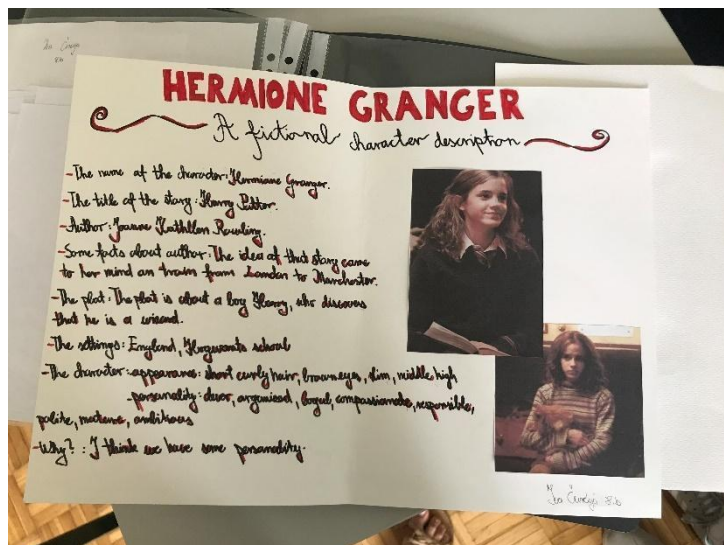 HERMIONE GRANGER
A fictional character description
-The name of the character: Hermione Granger.
-The title of the story: Harry Potter.
-Author: Joanne Kathllen Rowling.
-Some facts about author: The idea of that story came
to her mind on train from London to Manchester.
-The plot: The plot is about a boy Harry, who discovers
that he is a wizard.
-The settings: England, Hogwarts school
-The character: appearance: short curly hair, brown eyes, slim, middle high
personality: clever, organised, loyal, compassionate, responsible,
polite, mature, ambitious
-Why?: I think we have same personality.
8.b